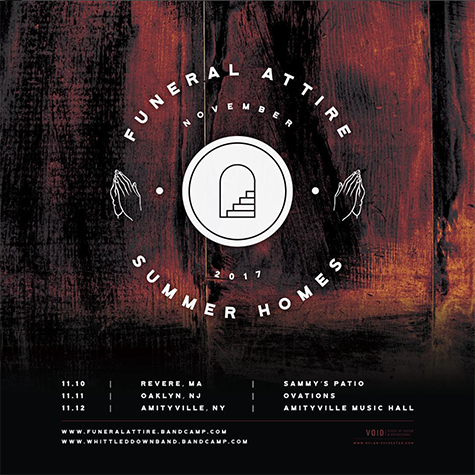 FUNERAL ATTIRE
NOVEMBER
2017
SUMMER HOMES
11.10 | REVERE, MA | SAMMY'S PATIO
11.11 | OAKLYN, NJ | OVATIONS
11.12 | AMITYVILLE, NY | AMITYVILLE MUSIC HALL
WWW.FUNERALATTIRE.BANDCAMP.COM
WWW.WHITTLEDDOWNBAND.BANDCAMP.COM
VOID